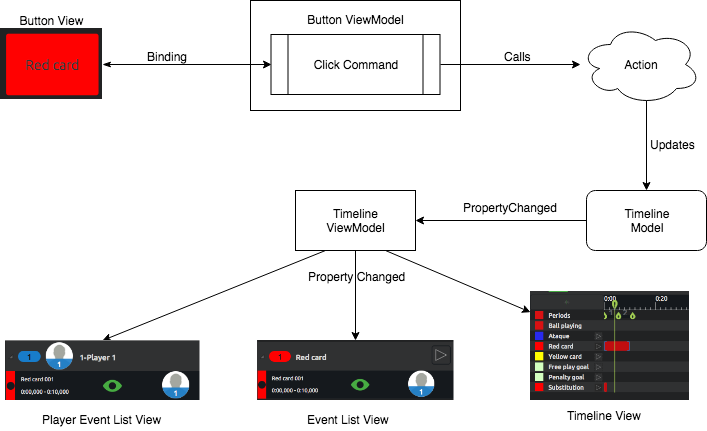 Button View
Button ViewModel
Red card
Binding
Click Command
Calls
Action
Updates
Timeline
ViewModel
PropertyChanged
Timeline
Model
Property Changed
1
1-Player 1
1
Red card 001
0:00,000 - 0:10,000
1
Player Event List View
1
Red card
Red card 001
0:00,000 - 0:10,000
1
Event List View
0:00
0:20
Periods
Ball playing
Ataque
Red card
Yellow card
Free play goal
Penalty goal
Substitution
Timeline View